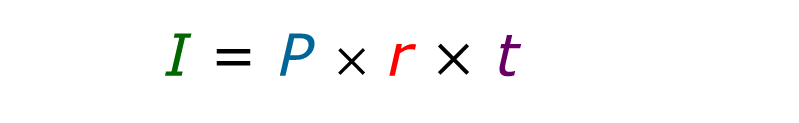 I = P × r × t